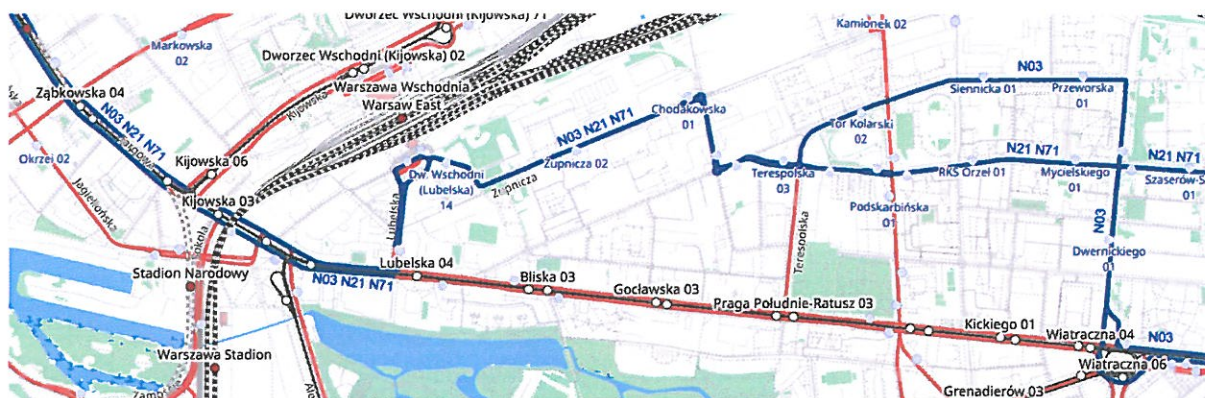 Dworzec Wschodni (Kijowska) 71
Kamionek 02
Markowska
02
Dworzec Wschodni (Kijowska) 02
Warszawa Wschodnia
Warsaw East
N03
Siennicka 01
Przeworska
01
Ząbkowska 04
N03 N21 N71
Kijowska
Chodakowska
01
N03 N21 N71
Tor Kolarski
02
Okrzei 02
Kijowska 06
Żupnicza 02
Żupnicza
Dw. Wschodni
(Lubelska)
14
Terespolska
03
RKS Orzeł 01
N21 N71
Mycielskiego
01
N21 N71
Szaserów-S
01
Jagiellońska
Kijowska 03
Lubelska
Podskarbińska
01
N03
Dwernickiego
01
Sokola
Terespolska
Stadion Narodowy
N03 N21 N71
Lubelska 04
Bliska 03
Gocławska 03
Praga Południe-Ratusz 03
Kickiego 01
Wiatraczna 04
N03
Warszawa Stadion
Wiatraczna 06
Grenadierów 03